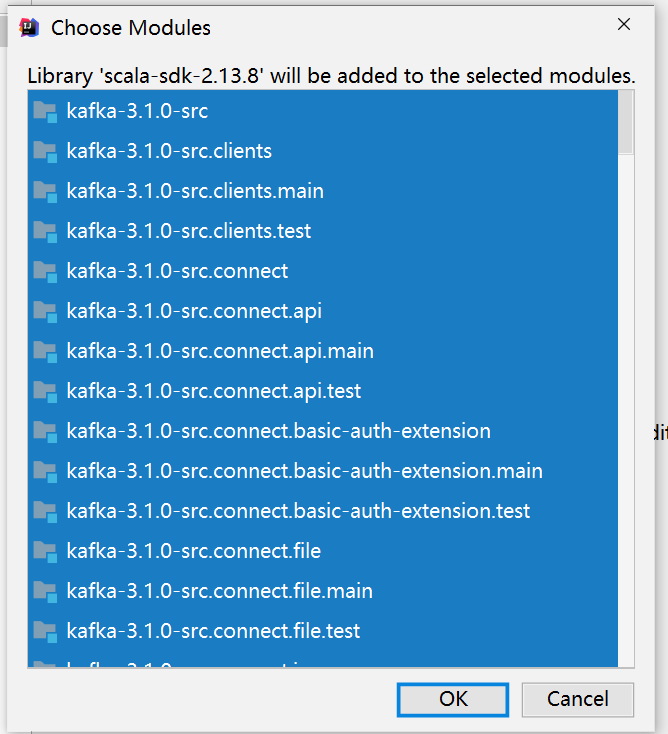 Choose Modules
Library 'scala-sdk-2.13.8' will be added to the selected modules.
kafka-3.1.0-src
kafka-3.1.0-src.clients
kafka-3.1.0-src.clients.main
kafka-3.1.0-src.clients.test
kafka-3.1.0-src.connect
kafka-3.1.0-src.connect.api
kafka-3.1.0-src.connect.api.main
kafka-3.1.0-src.connect.api.test
kafka-3.1.0-src.connect.basic-auth-extension
kafka-3.1.0-src.connect.basic-auth-extension.main
kafka-3.1.0-src.connect.basic-auth-extension.test
kafka-3.1.0-src.connect.file
kafka-3.1.0-src.connect.file.main
kafka-3.1.0-src.connect.file.test
OK
Cancel